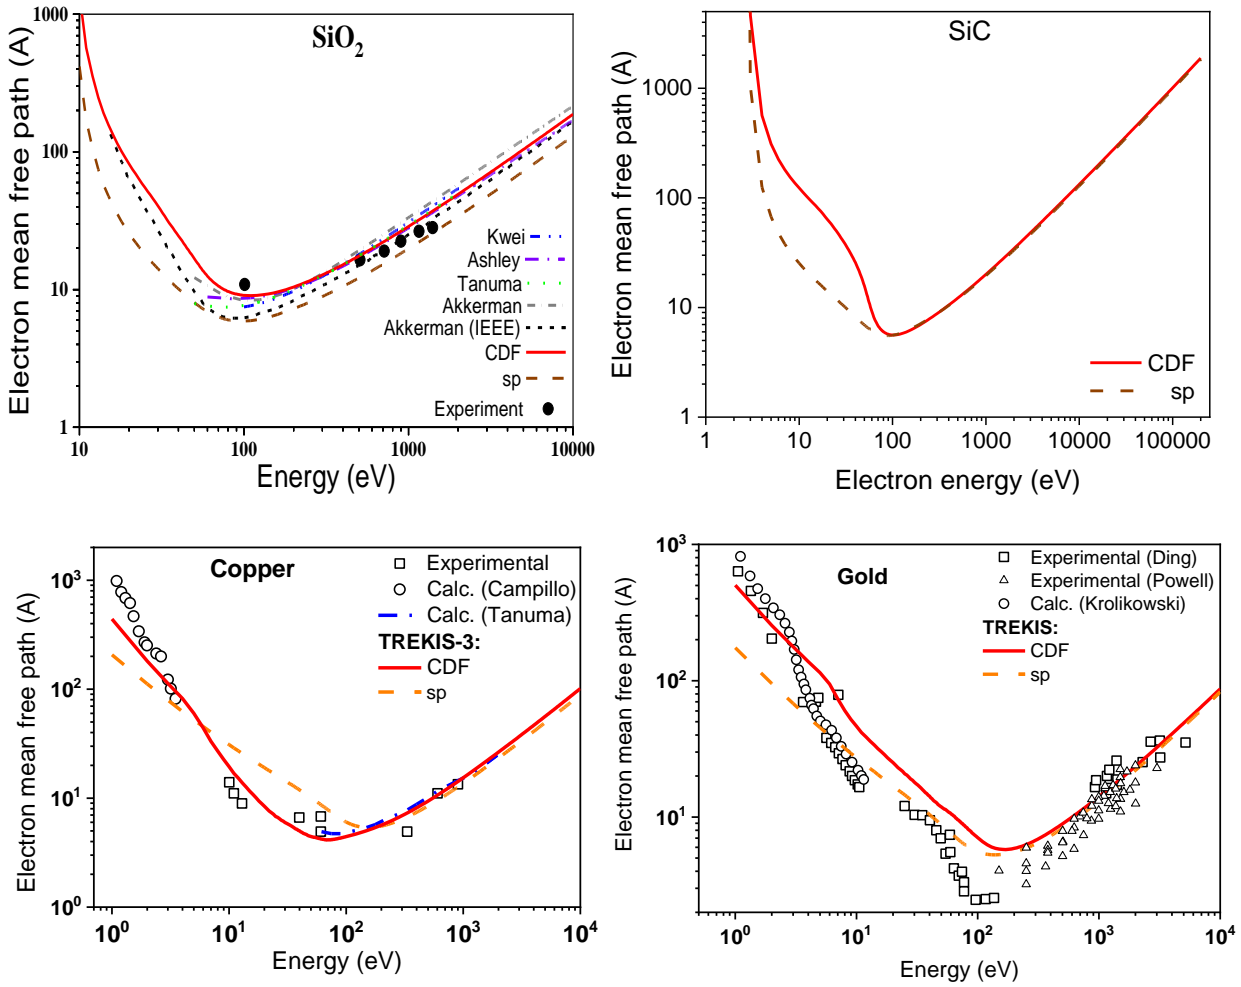 SiO2
Electron mean free path (A)
1000
100
10
1
Kwei
Ashley
Tanuma
Akkerman
Akkerman (IEEE)
CDF
sp
Experiment
10 100 1000 10000
Energy (eV)
SiC
Electron mean free path (A)
1000
100
10
1
CDF
sp
1 10 100 1000 10000 100000
Electron energy (eV)
Copper
Electron mean free path (A)
10^3
10^2
10^1
10^0
Experimental
Calc. (Campillo)
Calc. (Tanuma)
TREKIS-3:
CDF
sp
10^0 10^1 10^2 10^3 10^4
Energy (eV)
Gold
Electron mean free path (A)
10^3
10^2
10^1
Experimental (Ding)
Experimental (Powell)
Calc. (Krolikowski)
TREKIS:
CDF
sp
10^0 10^1 10^2 10^3 10^4
Energy (eV)